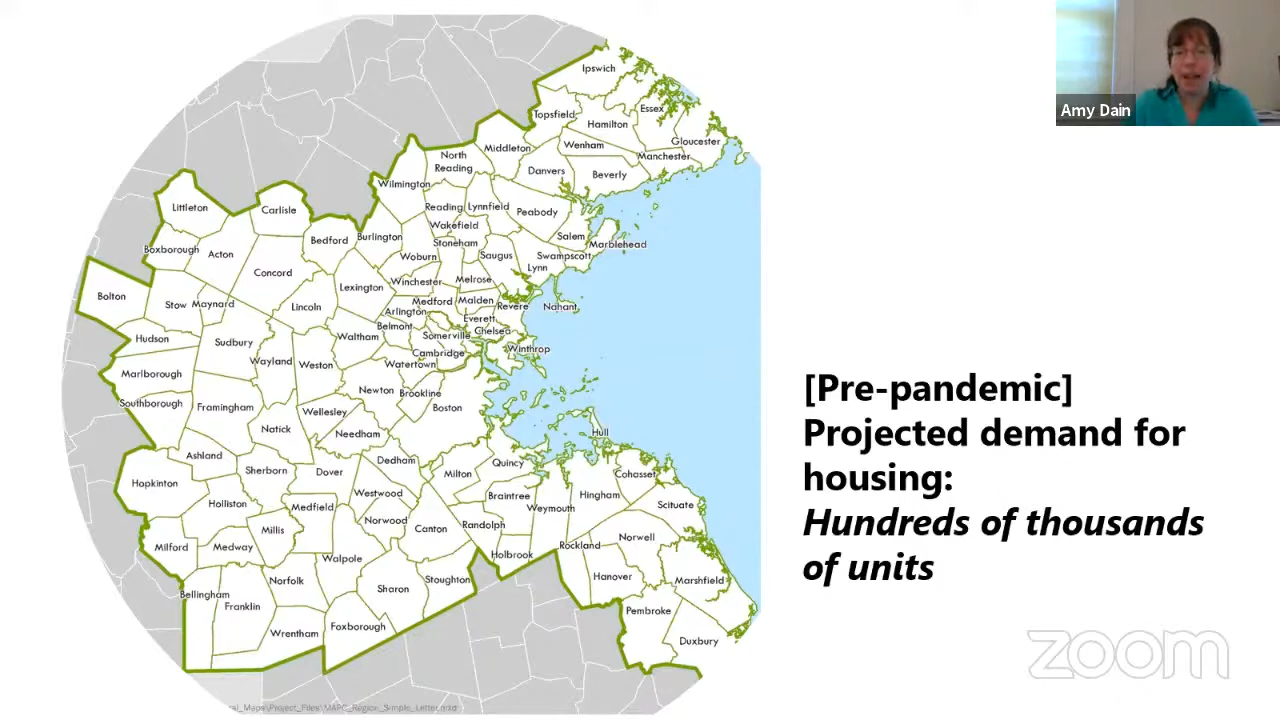 Ipswich
Essex
Topsfield
Hamilton
Gloucester
Wenham
Middleton
Manchester
North
Reading
Danvers
Beverly
Wilmington
Littleton
Carlisle
Reading
Lynnfield
Peabody
Wakefield
Salem
Bedford
Burlington
Stoneham
Marblehead
Boxborough
Acton
Woburn
Saugus
Swampscott
Lynn
Concord
Lexington
Winchester
Melrose
Bolton
Stow
Maynard
Lincoln
Medford
Malden
Revere
Nahant
Arlington
Everett
Belmont
Chelsea
Hudson
Sudbury
Waltham
Somerville
Winthrop
Cambridge
Wayland
Weston
Watertown
Marlborough
Newton
Brookline
Southborough
Framingham
Wellesley
Boston
Natick
Needham
Hull
Ashland
Dedham
Quincy
Sherborn
Dover
Milton
Cohasset
Hopkinton
Westwood
Braintree
Hingham
Holliston
Medfield
Weymouth
Scituate
Norwood
Canton
Randolph
Millis
Norwell
Milford
Medway
Walpole
Holbrook
Rockland
Norfolk
Sharon
Stoughton
Hanover
Marshfield
Bellingham
Franklin
Pembroke
Wrentham
Foxborough
Duxbury
al_Maps\Project_Files\MAPC_Region_Simple_Letter.mxd
Amy Dain
[Pre-pandemic]
Projected demand for
housing:
Hundreds of thousands
of units
zoom